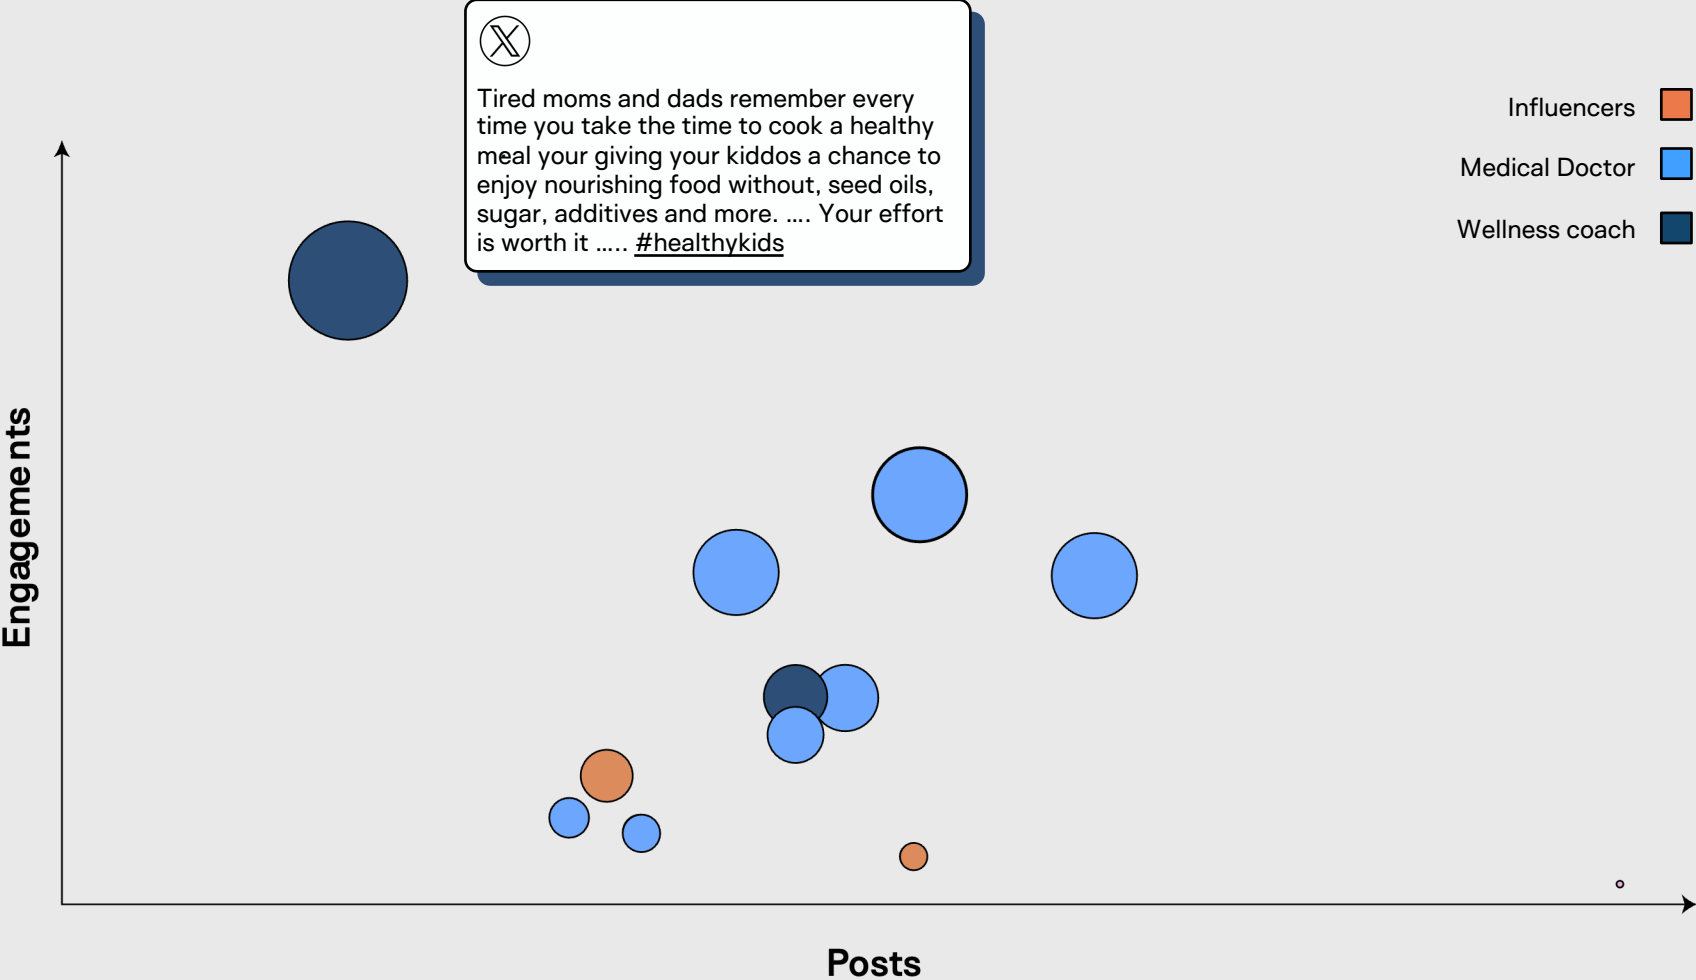 Tired moms and dads remember every
time you take the time to cook a healthy
meal your giving your kiddos a chance to
enjoy nourishing food without, seed oils,
sugar, additives and more. .... Your effort
is worth it ..... #healthykids
Influencers
Medical Doctor
Wellness coach
Engagements
Posts